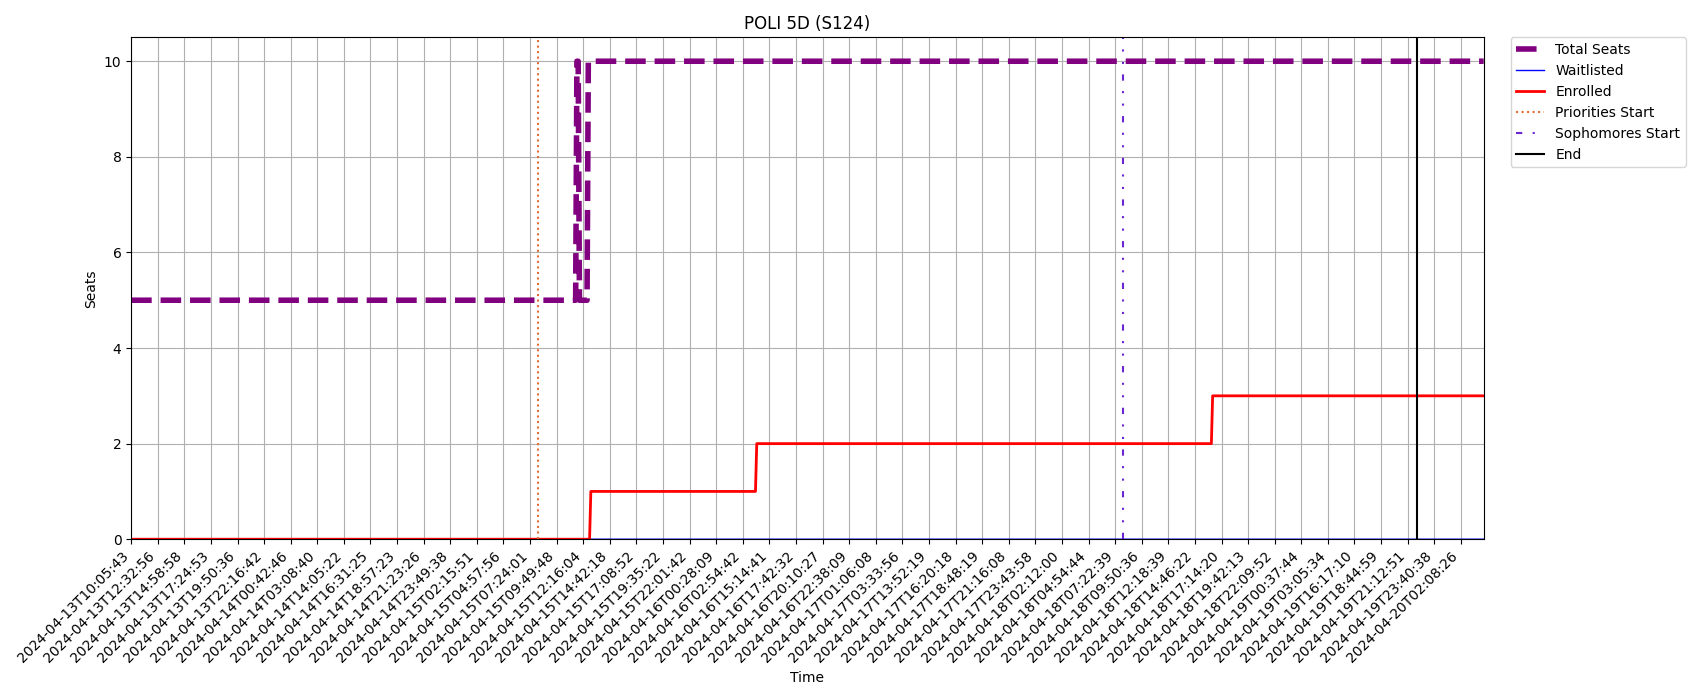 POLI 5D (S124)
10
8
6
4
2
0
Seats
2024-04-13T10:05:43
2024-04-13T12:32:56
2024-04-13T14:58:58
2024-04-13T17:24:53
2024-04-13T19:50:36
2024-04-13T22:16:42
2024-04-14T00:42:46
2024-04-14T03:08:40
2024-04-14T14:05:22
2024-04-14T16:31:25
2024-04-14T18:57:23
2024-04-14T21:23:26
2024-04-14T23:49:38
2024-04-15T02:15:51
2024-04-15T04:57:56
2024-04-15T07:24:01
2024-04-15T09:49:48
2024-04-15T12:16:04
2024-04-15T14:42:18
2024-04-15T17:08:52
2024-04-15T19:35:22
2024-04-15T22:01:42
2024-04-16T00:28:09
2024-04-16T02:54:42
2024-04-16T15:14:41
2024-04-16T17:42:32
2024-04-16T20:10:27
2024-04-16T22:38:09
2024-04-17T01:06:08
2024-04-17T03:33:56
2024-04-17T13:52:19
2024-04-17T16:20:18
2024-04-17T18:48:19
2024-04-17T21:16:08
2024-04-17T23:43:58
2024-04-18T02:12:00
2024-04-18T04:54:44
2024-04-18T07:22:39
2024-04-18T09:50:36
2024-04-18T12:18:39
2024-04-18T14:46:22
2024-04-18T17:14:20
2024-04-18T19:42:13
2024-04-18T22:09:52
2024-04-19T00:37:44
2024-04-19T03:05:34
2024-04-19T16:17:10
2024-04-19T18:44:59
2024-04-19T21:12:51
2024-04-19T23:40:38
2024-04-20T02:08:26
Time
Total Seats
Waitlisted
Enrolled
Priorities Start
Sophomores Start
End